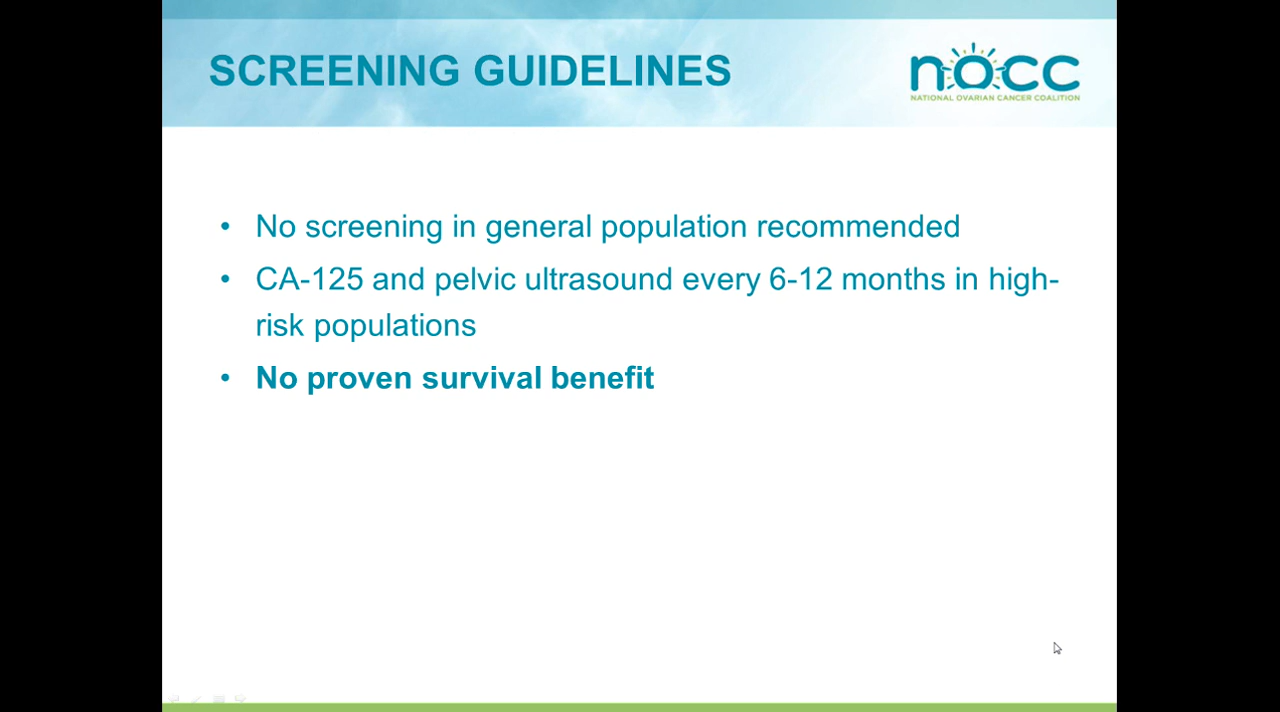 SCREENING GUIDELINES
nocc
NATIONAL OVARIAN CANCER COALITION
• No screening in general population recommended
• CA-125 and pelvic ultrasound every 6-12 months in high-
risk populations
• No proven survival benefit